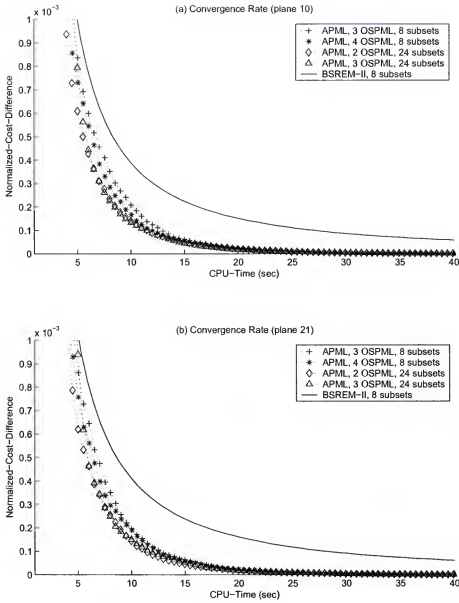 (a) Convergence Rate (plane 10)
x 10⁻³
1
0.9
0.8
0.7
0.6
0.5
0.4
0.3
0.2
0.1
0
Normalized-Cost-Difference
APML, 3 OSPML, 8 subsets
APML, 4 OSPML, 8 subsets
APML, 2 OSPML, 24 subsets
APML, 3 OSPML, 24 subsets
BSREM-II, 8 subsets
5 10 15 20 25 30 35 40
CPU-Time (sec)
(b) Convergence Rate (plane 21)
x 10⁻³
1
0.9
0.8
0.7
0.6
0.5
0.4
0.3
0.2
0.1
0
Normalized-Cost-Difference
APML, 3 OSPML, 8 subsets
APML, 4 OSPML, 8 subsets
APML, 2 OSPML, 24 subsets
APML, 3 OSPML, 24 subsets
BSREM-II, 8 subsets
5 10 15 20 25 30 35 40
CPU-Time (sec)